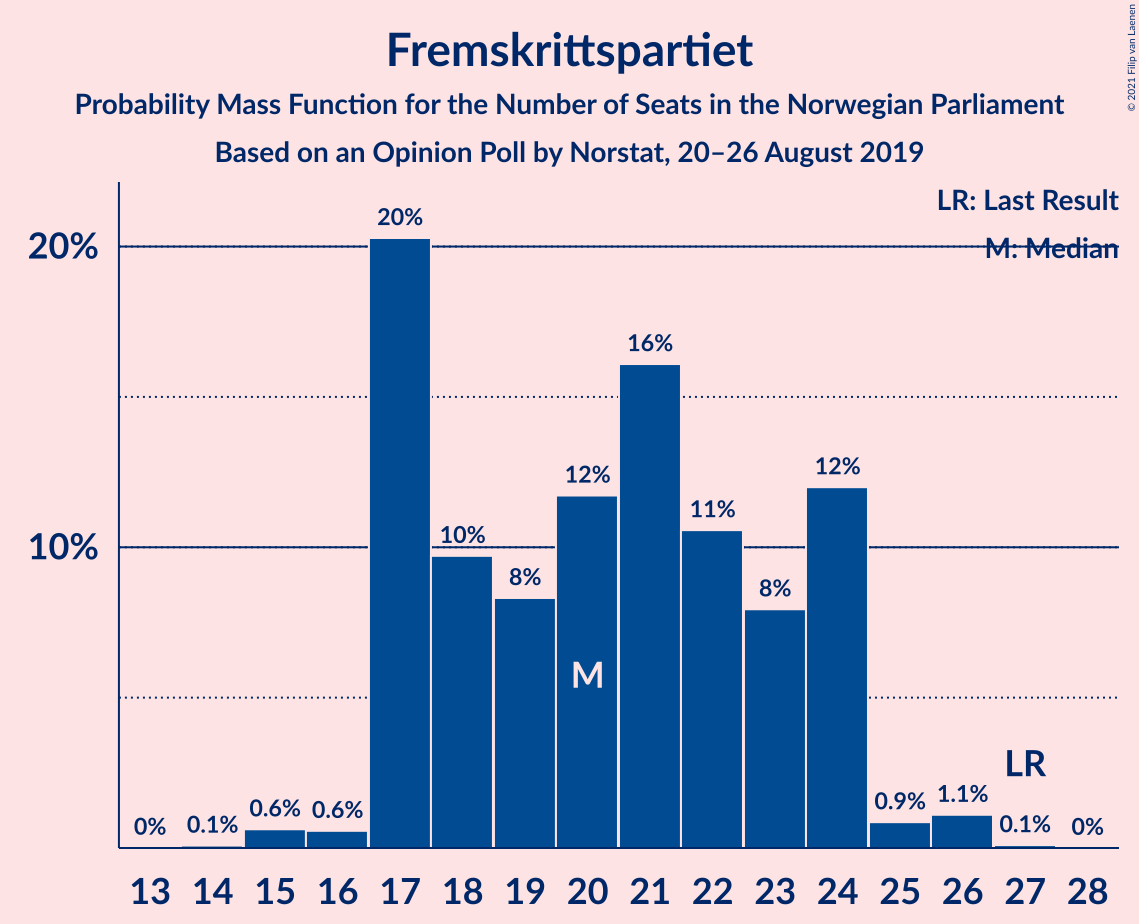 Fremskrittspartiet
Probability Mass Function for the Number of Seats in the Norwegian Parliament
Based on an Opinion Poll by Norstat, 20–26 August 2019
© 2021 Filip van Laenen
LR: Last Result
M: Median
20%
10%
0%
0.1%
0.6%
0.6%
20%
10%
8%
12%
16%
11%
8%
12%
0.9%
1.1%
0.1%
0%
M
LR
13 14 15 16 17 18 19 20 21 22 23 24 25 26 27 28